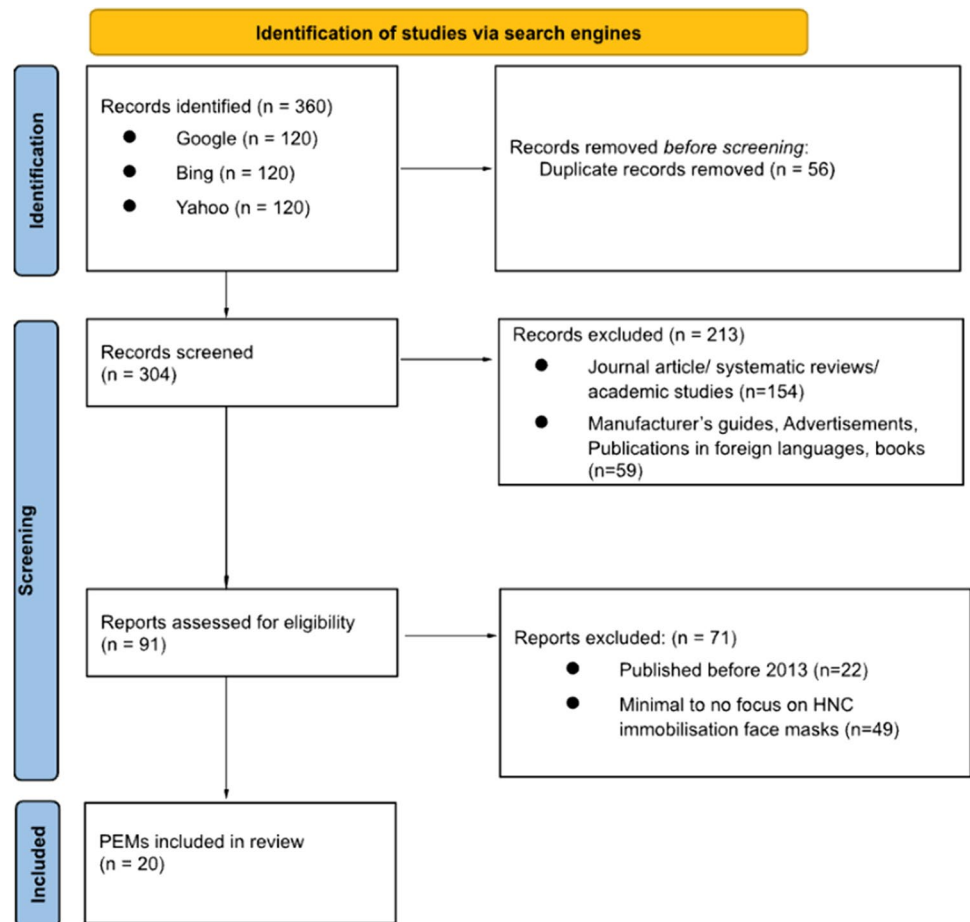 Identification of studies via search engines
Identification
Records identified (n = 360)
● Google (n = 120)
● Bing (n = 120)
● Yahoo (n = 120)
Records removed before screening:
Duplicate records removed (n = 56)
Screening
Records screened
(n = 304)
Records excluded (n = 213)
● Journal article/ systematic reviews/
academic studies (n=154)
● Manufacturer's guides, Advertisements,
Publications in foreign languages, books
(n=59)
Reports assessed for eligibility
(n = 91)
Reports excluded: (n = 71)
● Published before 2013 (n=22)
● Minimal to no focus on HNC
immobilisation face masks (n=49)
Included
PEMs included in review
(n = 20)